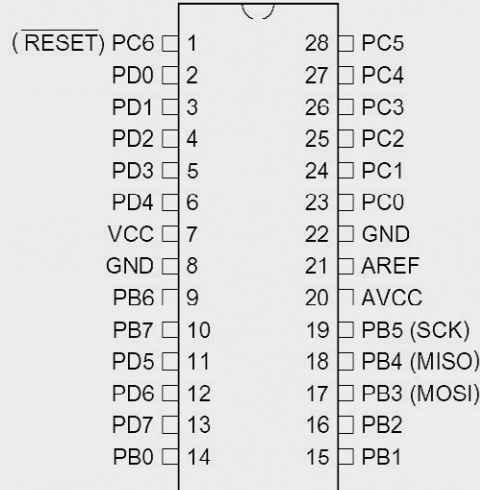 (RESET) PC6 1 28 PC5
PD0 2 27 PC4
PD1 3 26 PC3
PD2 4 25 PC2
PD3 5 24 PC1
PD4 6 23 PC0
VCC 7 22 GND
GND 8 21 AREF
PB6 9 20 AVCC
PB7 10 19 PB5 (SCK)
PD5 11 18 PB4 (MISO)
PD6 12 17 PB3 (MOSI)
PD7 13 16 PB2
PB0 14 15 PB1